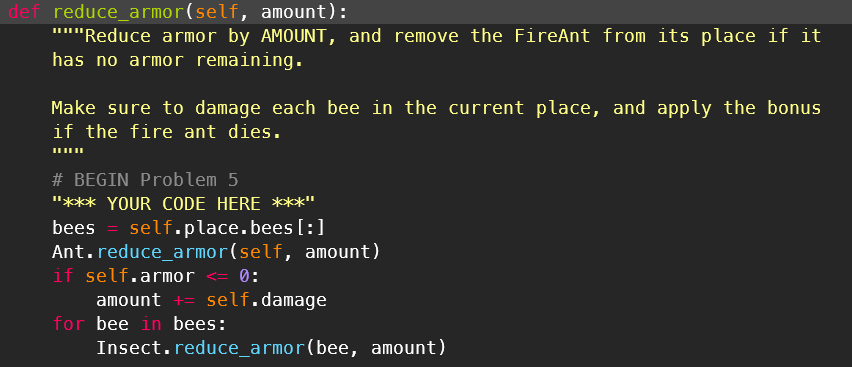 def reduce_armor(self, amount):
    """Reduce armor by AMOUNT, and remove the FireAnt from its place if it
    has no armor remaining.

    Make sure to damage each bee in the current place, and apply the bonus
    if the fire ant dies.
    """
    # BEGIN Problem 5
    "*** YOUR CODE HERE ***"
    bees = self.place.bees[:]
    Ant.reduce_armor(self, amount)
    if self.armor <= 0:
        amount += self.damage
    for bee in bees:
        Insect.reduce_armor(bee, amount)